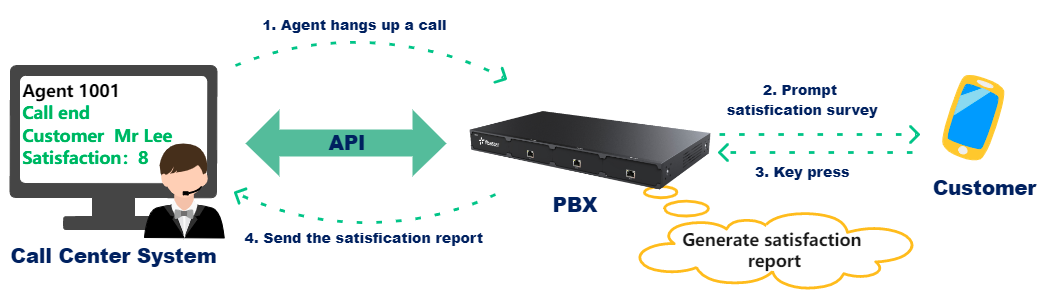 1. Agent hangs up a call
Agent 1001
Call end
Customer Mr Lee
Satisfaction: 8
API
2. Prompt
satisfication survey
3. Key press
PBX
Customer
4. Send the satisfication report
Call Center System
Generate satisfaction
report